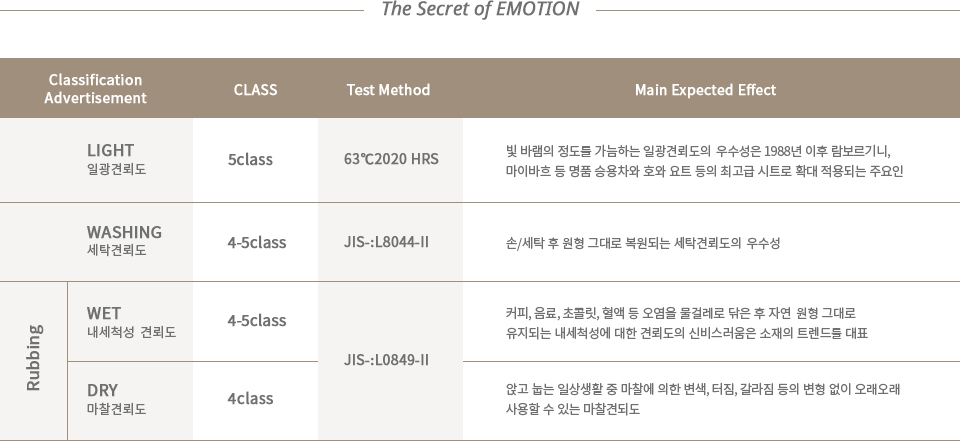 The Secret of EMOTION
Classification
Advertisement
CLASS
Test Method
Main Expected Effect
LIGHT
일광견뢰도
5class
63℃2020 HRS
빛 바램의 정도를 가늠하는 일광견뢰도의 우수성은 1988년 이후 람보르기니,
마이바흐 등 명품 승용차와 호와 요트 등의 최고급 시트로 확대 적용되는 주요인
WASHING
세탁견뢰도
4-5class
JIS-:L8044-II
손/세탁 후 원형 그대로 복원되는 세탁견뢰도의 우수성
Rubbing
WET
내세척성 견뢰도
4-5class
JIS-:L0849-II
커피, 음료, 초콜릿, 혈액 등 오염을 물걸레로 닦은 후 자연 원형 그대로
유지되는 내세척성에 대한 견뢰도의 신비스러움은 소재의 트렌드를 대표
DRY
마찰견뢰도
4class
앉고 눕는 일상생활 중 마찰에 의한 변색, 터짐, 갈라짐 등의 변형 없이 오래오래
사용할 수 있는 마찰견되도